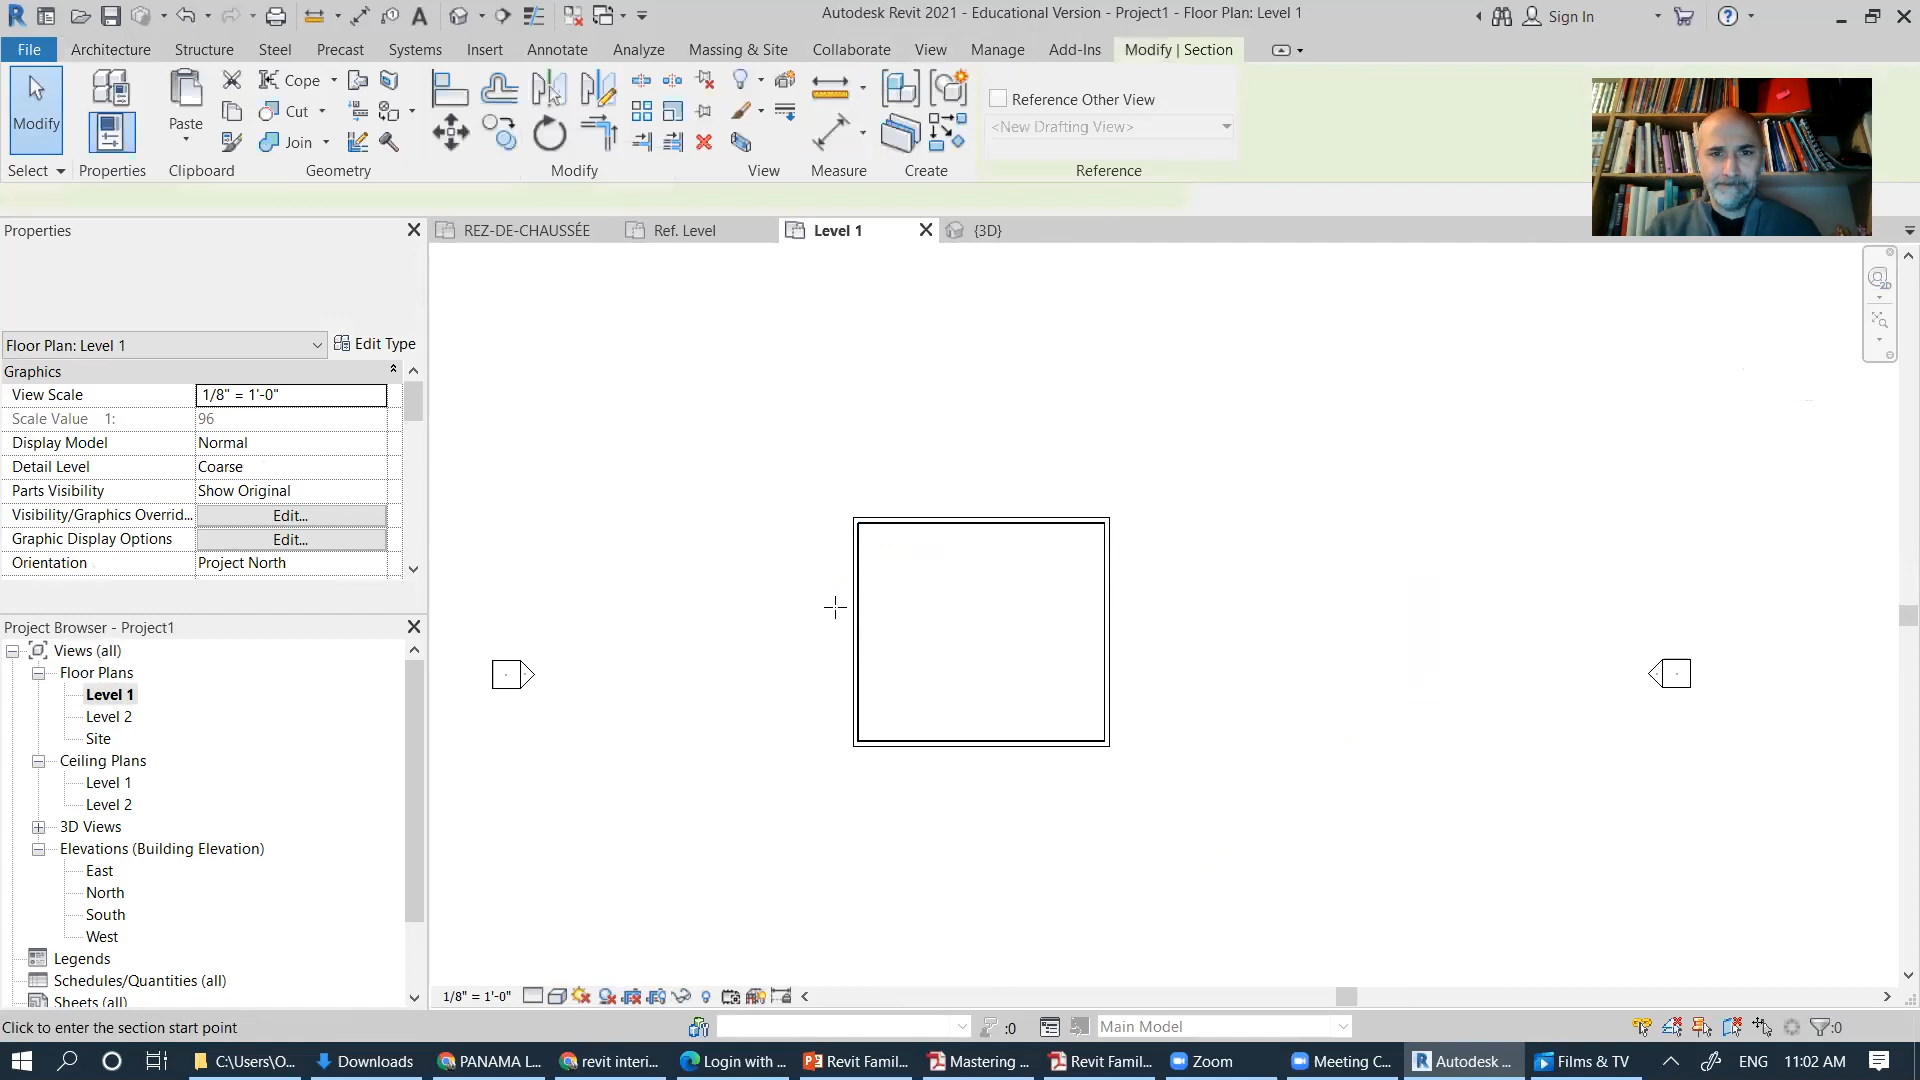 Autodesk Revit 2021 - Educational Version - Project1 - Floor Plan: Level 1
Sign In
File Architecture Structure Steel Precast Systems Insert Annotate Analyze Massing & Site Collaborate View Manage Add-Ins Modify | Section
Cope
Reference Other View
Modify
Paste
Cut
<New Drafting View>
Join
Select Properties Clipboard Geometry Modify View Measure Create Reference
Properties
REZ-DE-CHAUSSÉE Ref. Level Level 1 {3D}
2D
Floor Plan: Level 1 Edit Type
Graphics
View Scale 1/8" = 1'-0"
Scale Value 1: 96
Display Model Normal
Detail Level Coarse
Parts Visibility Show Original
Visibility/Graphics Overrid... Edit...
Graphic Display Options Edit...
Orientation Project North
Project Browser - Project1
Views (all)
Floor Plans
Level 1
Level 2
Site
Ceiling Plans
Level 1
Level 2
3D Views
Elevations (Building Elevation)
East
North
South
West
Legends
Schedules/Quantities (all)
Sheets (all)
1/8" = 1'-0"
Click to enter the section start point :0 Main Model :0
C:\Users\O... Downloads PANAMA L... revit interi... Login with ... Revit Famil... Mastering ... Revit Famil... Zoom Meeting C... Autodesk ... Films & TV ENG 11:02 AM